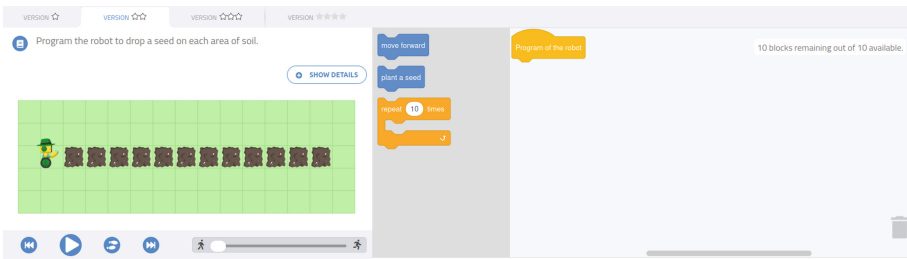 VERSION
VERSION
VERSION
VERSION
Program the robot to drop a seed on each area of soil.
SHOW DETAILS
move forward
plant a seed
repeat 10 times
Program of the robot
10 blocks remaining out of 10 available.